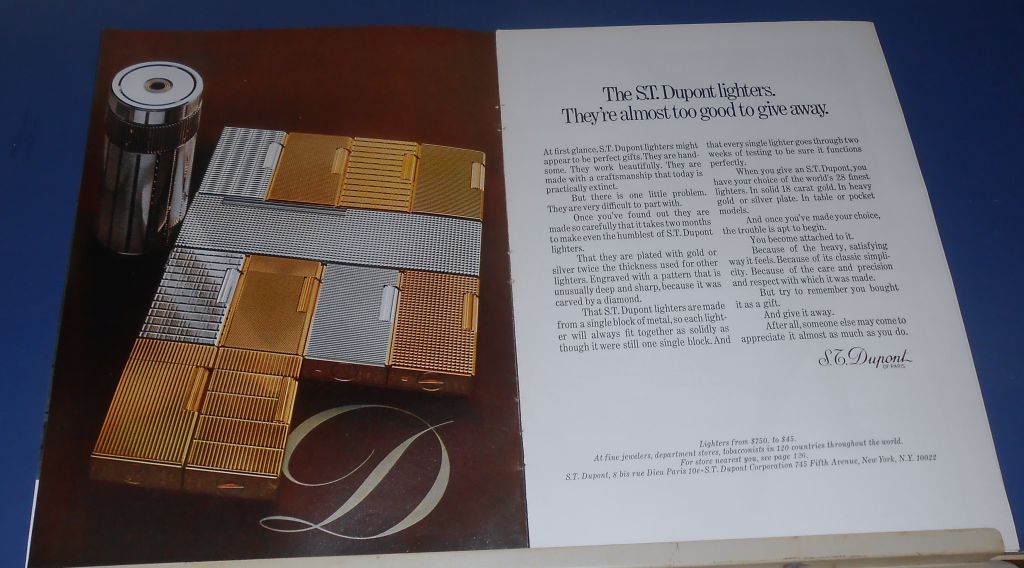 D
The S.T. Dupont lighters.
They're almost too good to give away.
At first glance, S.T. Dupont lighters might
appear to be perfect gifts. They are hand-
some. They work beautifully. They are
made with a craftsmanship that today is
practically extinct.
But there is one little problem.
They are very difficult to part with.
Once you've found out they are
made so carefully that it takes two months
to make even the humblest of S.T. Dupont
lighters.
That they are plated with gold or
silver twice the thickness used for other
lighters. Engraved with a pattern that is
unusually deep and sharp, because it was
carved by a diamond.
That S.T. Dupont lighters are made
from a single block of metal, so each light-
er will always fit together as solidly as
though it were still one single block. And
that every single lighter goes through two
weeks of testing to be sure it functions
perfectly.
When you give an S.T. Dupont, you
have your choice of the world's 28 finest
lighters. In solid 18 carat gold. In heavy
gold or silver plate. In table or pocket
models.
And once you've made your choice,
the trouble is apt to begin.
You become attached to it.
Because of the heavy, satisfying
way it feels. Because of its classic simpli-
city. Because of the care and precision
and respect with which it was made.
But try to remember you bought
it as a gift.
And give it away.
After all, someone else may come to
appreciate it almost as much as you do.
S.T. Dupont
OF PARIS
Lighters from $750. to $45.
At fine jewelers, department stores, tobacconists in 120 countries throughout the world.
For store nearest you, see page 126.
S.T. Dupont, 8 bis rue Dieu Paris 10e-S.T. Dupont Corporation 745 Fifth Avenue, New York, N.Y. 10022